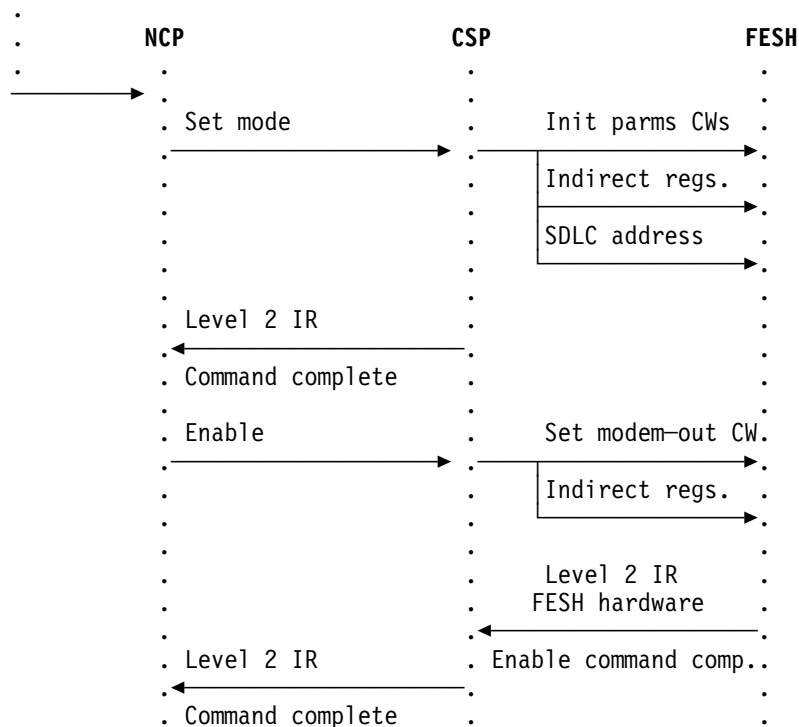 NCP CSP FESH
Set mode Init parms CWs
Indirect regs.
SDLC address
Level 2 IR
Command complete
Enable Set modem—out CW
Indirect regs.
Level 2 IR
FESH hardware
Level 2 IR Enable command comp.
Command complete